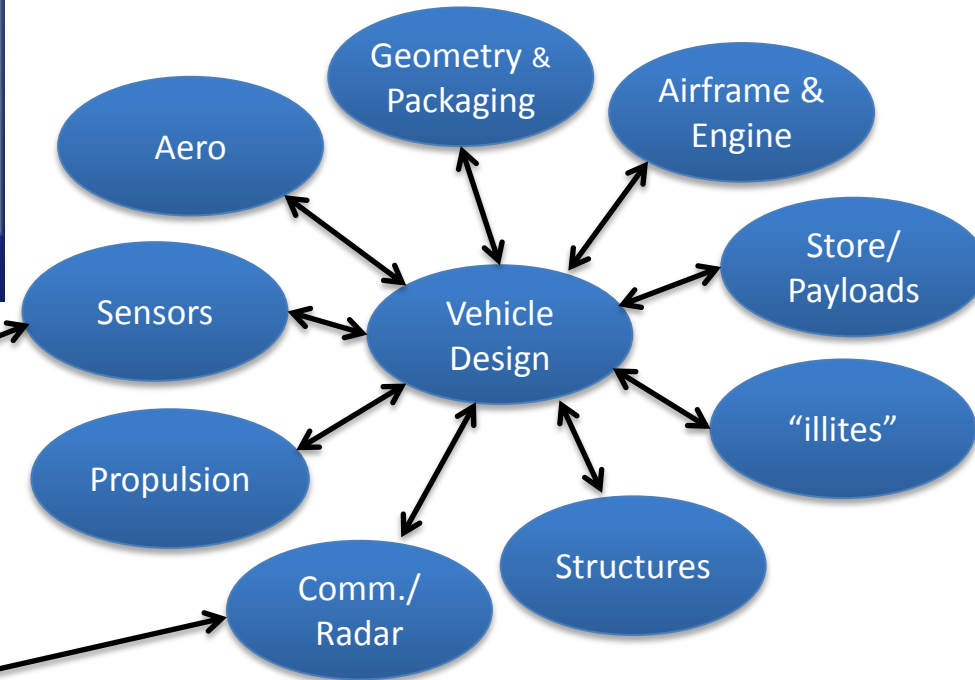 Geometry &
Packaging
Airframe &
Engine
Aero
Store/
Payloads
Sensors
Vehicle
Design
“illites”
Propulsion
Structures
Comm./
Radar